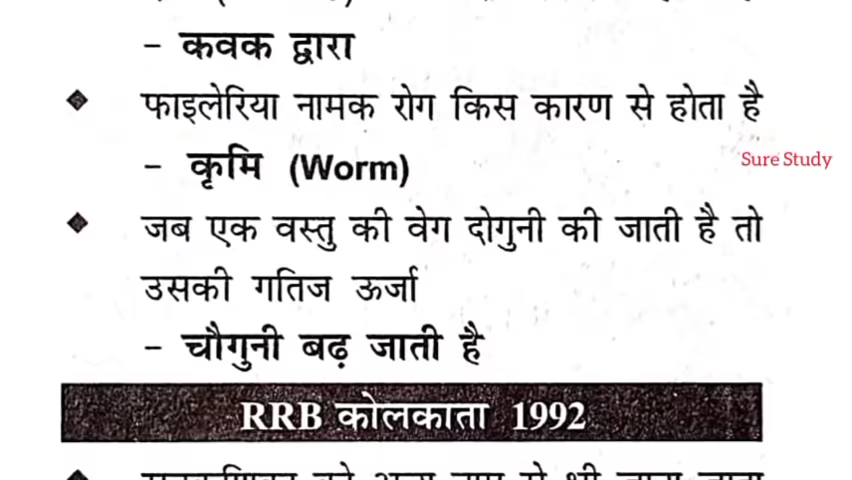 – कवक द्वारा
❖ फाइलेरिया नामक रोग किस कारण से होता है
– कृमि (Worm)
Sure Study
❖ जब एक वस्तु की वेग दोगुनी की जाती है तो
उसकी गतिज ऊर्जा
– चौगुनी बढ़ जाती है
RRB कोलकाता 1992